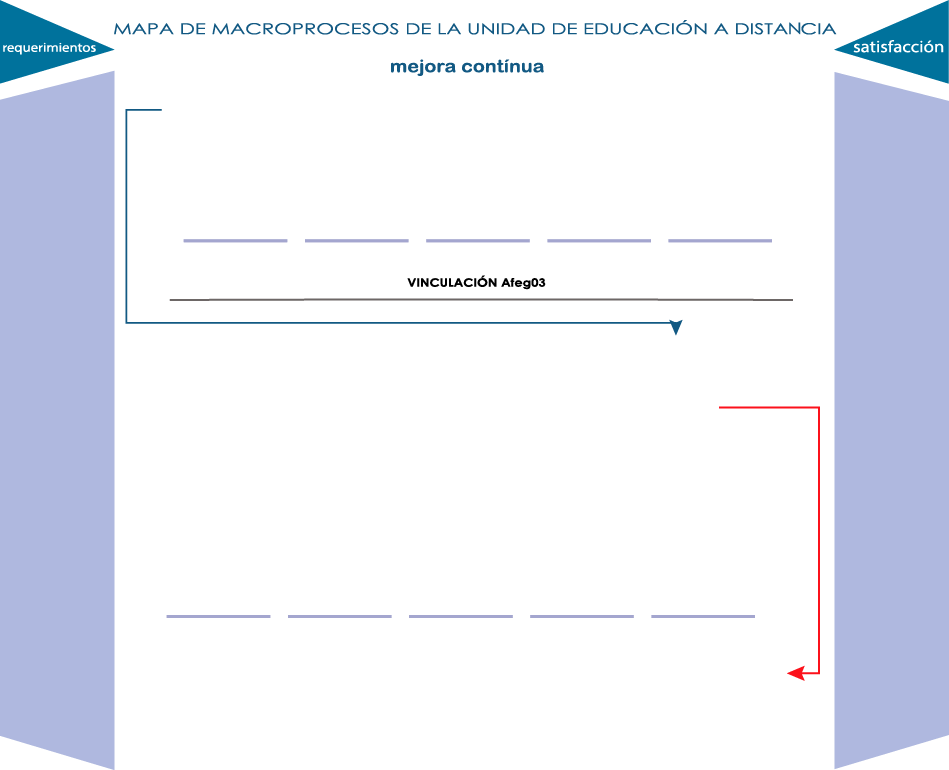 MAPA DE MACROPROCESOS DE LA UNIDAD DE EDUCACIÓN A DISTANCIA
requerimientos
satisfacción
mejora contínua
VINCULACIÓN Afeg03